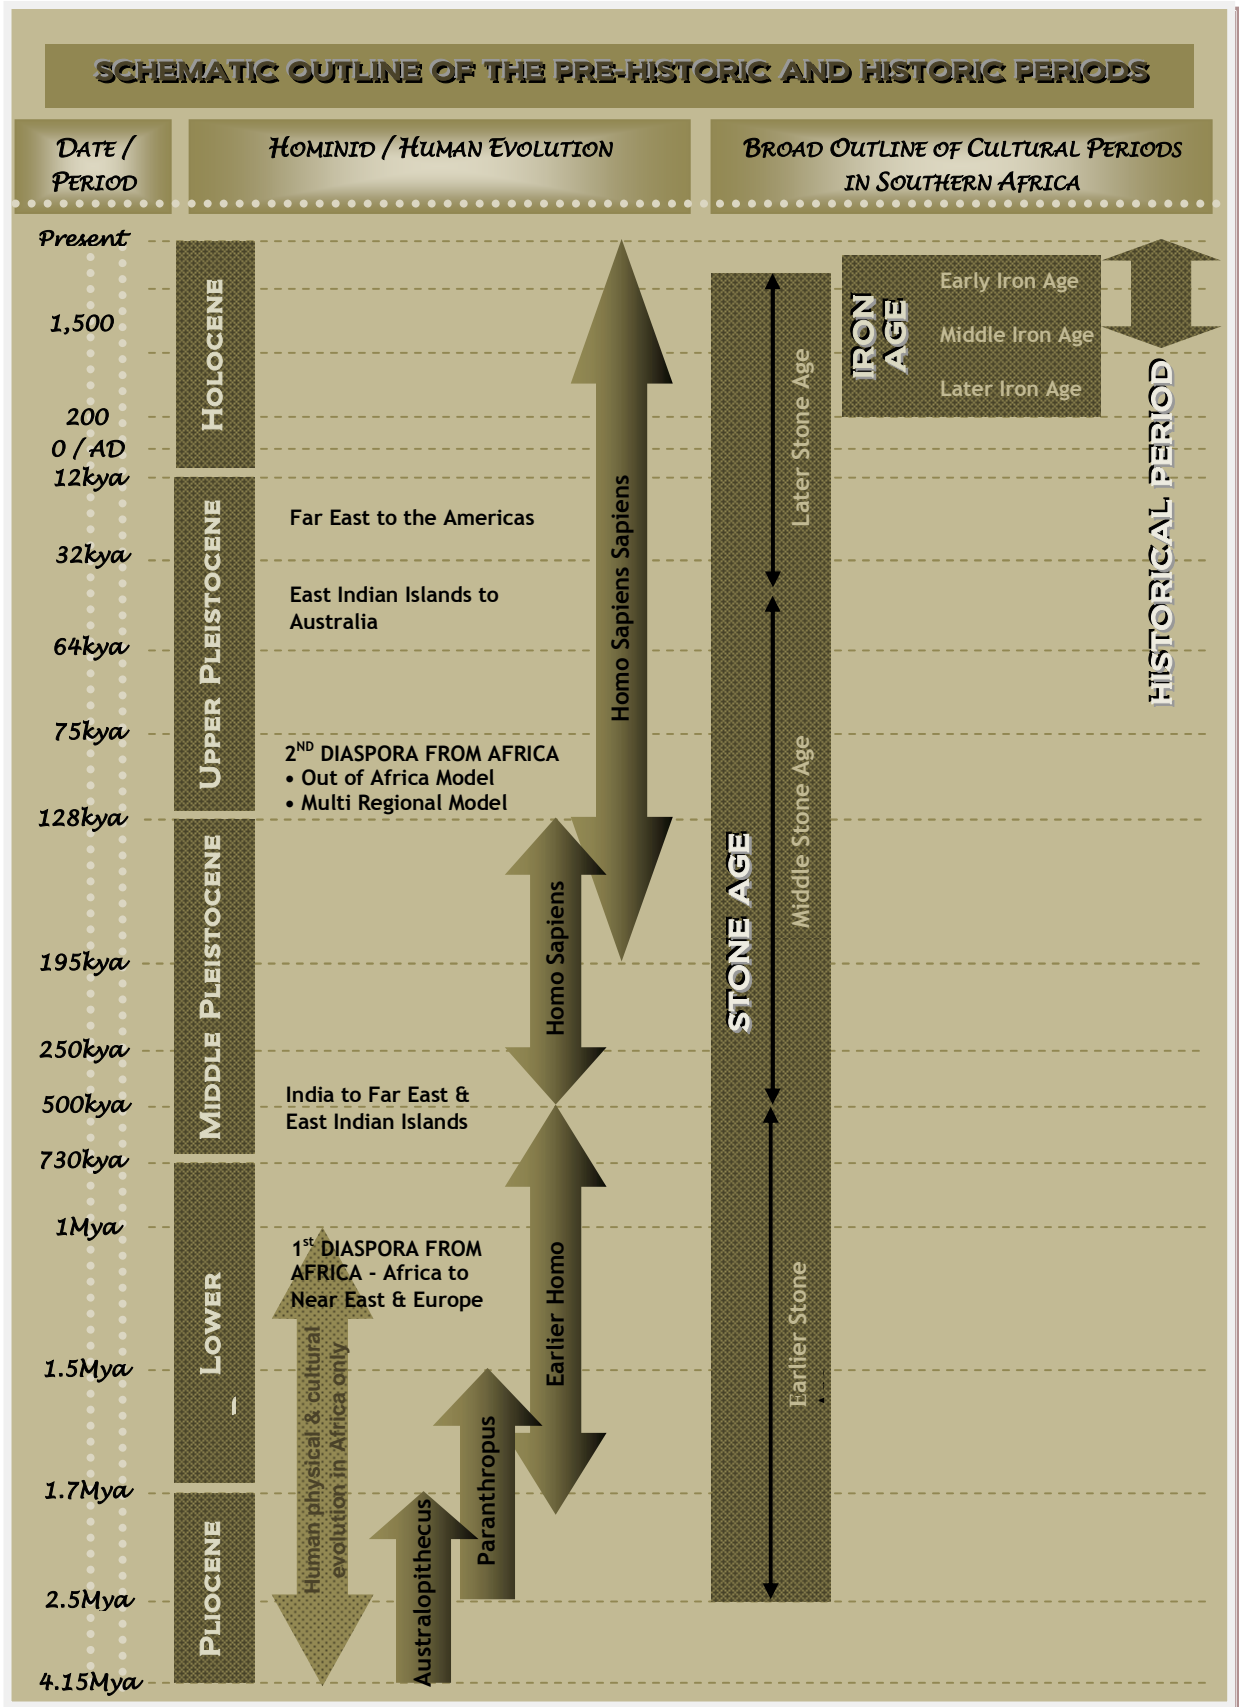 SCHEMATIC OUTLINE OF THE PRE-HISTORIC AND HISTORIC PERIODS
DATE /
PERIOD
HOMINID / HUMAN EVOLUTION
BROAD OUTLINE OF CULTURAL PERIODS
IN SOUTHERN AFRICA
Present
1,500
200
0 / AD
12kya
32kya
64kya
75kya
128kya
195kya
250kya
500kya
730kya
1Mya
1.5Mya
1.7Mya
2.5Mya
4.15Mya
HOLOCENE
UPPER PLEISTOCENE
MIDDLE PLEISTOCENE
LOWER
PLIOCENE
Far East to the Americas
East Indian Islands to
Australia
2ND DIASPORA FROM AFRICA
• Out of Africa Model
• Multi Regional Model
India to Far East &
East Indian Islands
1st DIASPORA FROM
AFRICA - Africa to
Near East & Europe
Human physical & cultural
evolution in Africa only
Australopithecus
Paranthropus
Earlier Homo
Homo Sapiens
Homo Sapiens Sapiens
STONE AGE
Later Stone Age
Middle Stone Age
Earlier Stone
IRON
AGE
Early Iron Age
Middle Iron Age
Later Iron Age
HISTORICAL PERIOD